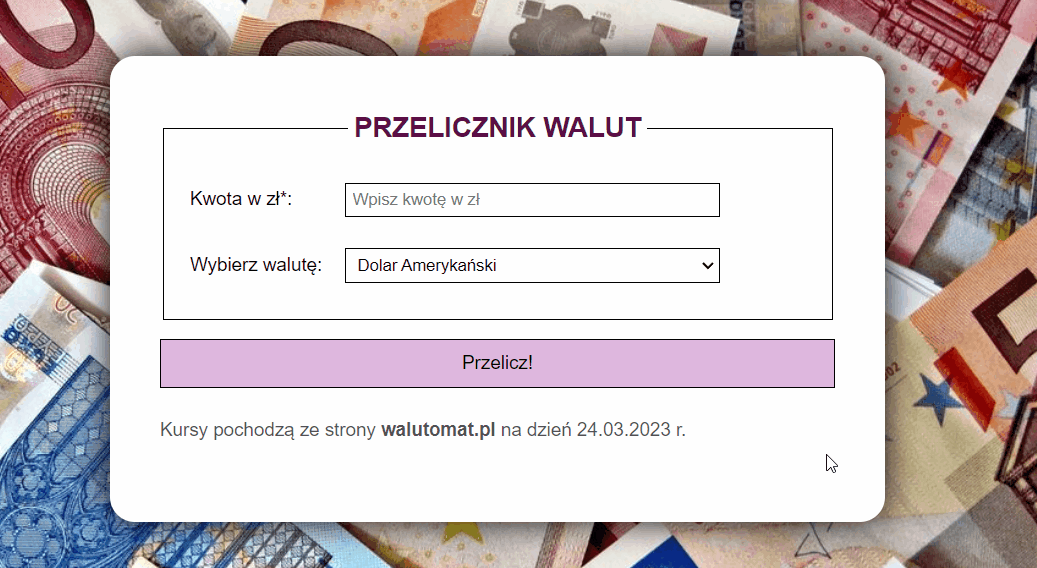 PRZELICZNIK WALUT
Kwota w zł*:
Wpisz kwotę w zł
Wybierz walutę:
Dolar Amerykański
Przelicz!
Kursy pochodzą ze strony walutomat.pl na dzień 24.03.2023 r.